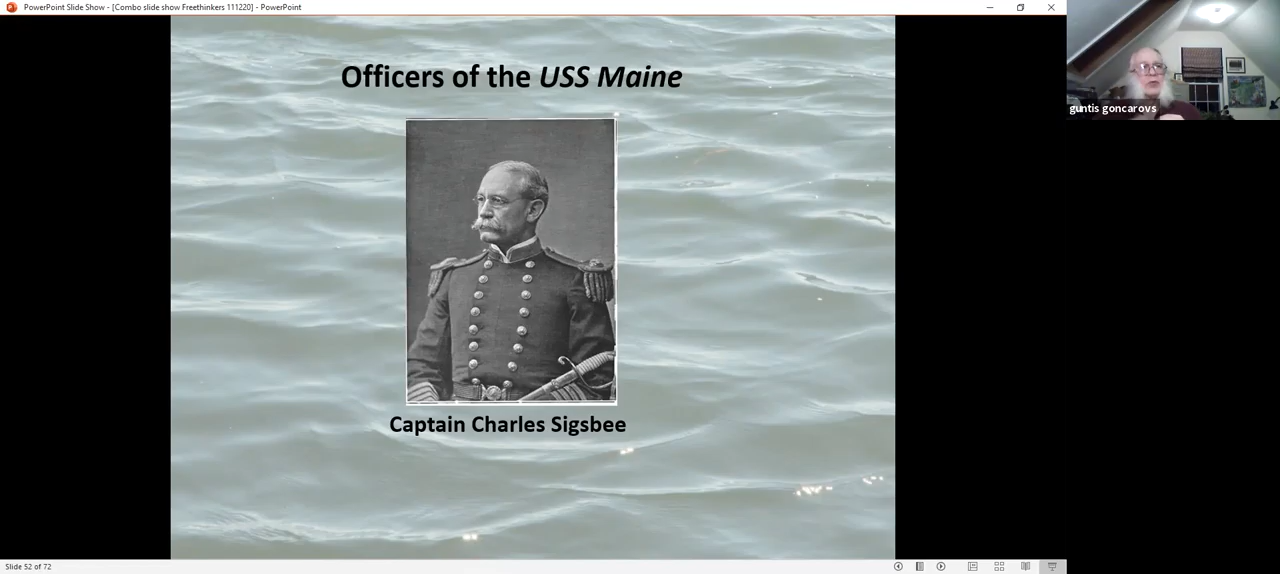 PowerPoint Slide Show - [Combo slide show Freethinkers 111220] - PowerPoint
Officers of the USS Maine
guntis goncarovs
Captain Charles Sigsbee
Slide 52 of 72